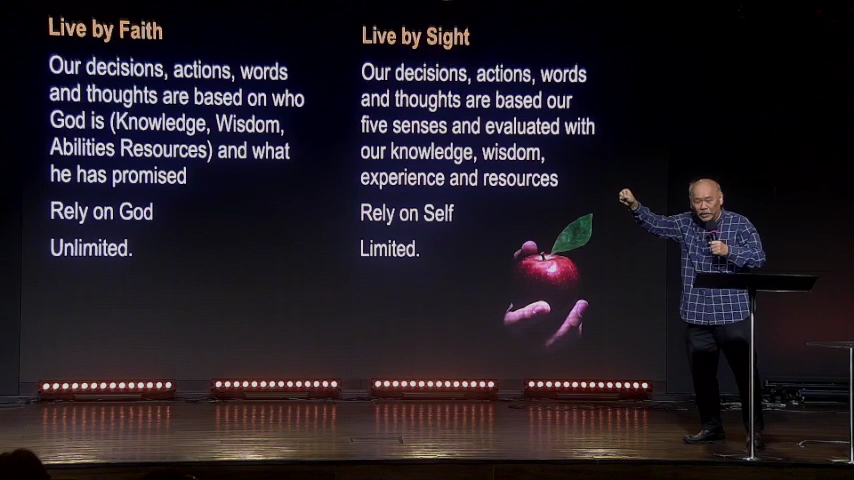 Live by Faith
Our decisions, actions, words
and thoughts are based on who
God is (Knowledge, Wisdom,
Abilities Resources) and what
he has promised
Rely on God
Unlimited.
Live by Sight
Our decisions, actions, words
and thoughts are based our
five senses and evaluated with
our knowledge, wisdom,
experience and resources
Rely on Self
Limited.